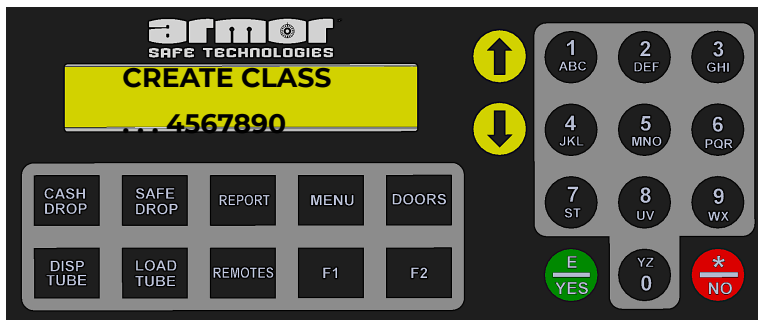 armor
SAFE TECHNOLOGIES
CREATE CLASS
. . . 4567890
1
ABC
2
DEF
3
GHI
4
JKL
5
MNO
6
PQR
7
ST
8
UV
9
WX
E
YES
YZ
0
*
NO
CASH
DROP
SAFE
DROP
REPORT
MENU
DOORS
DISP
TUBE
LOAD
TUBE
REMOTES
F1
F2